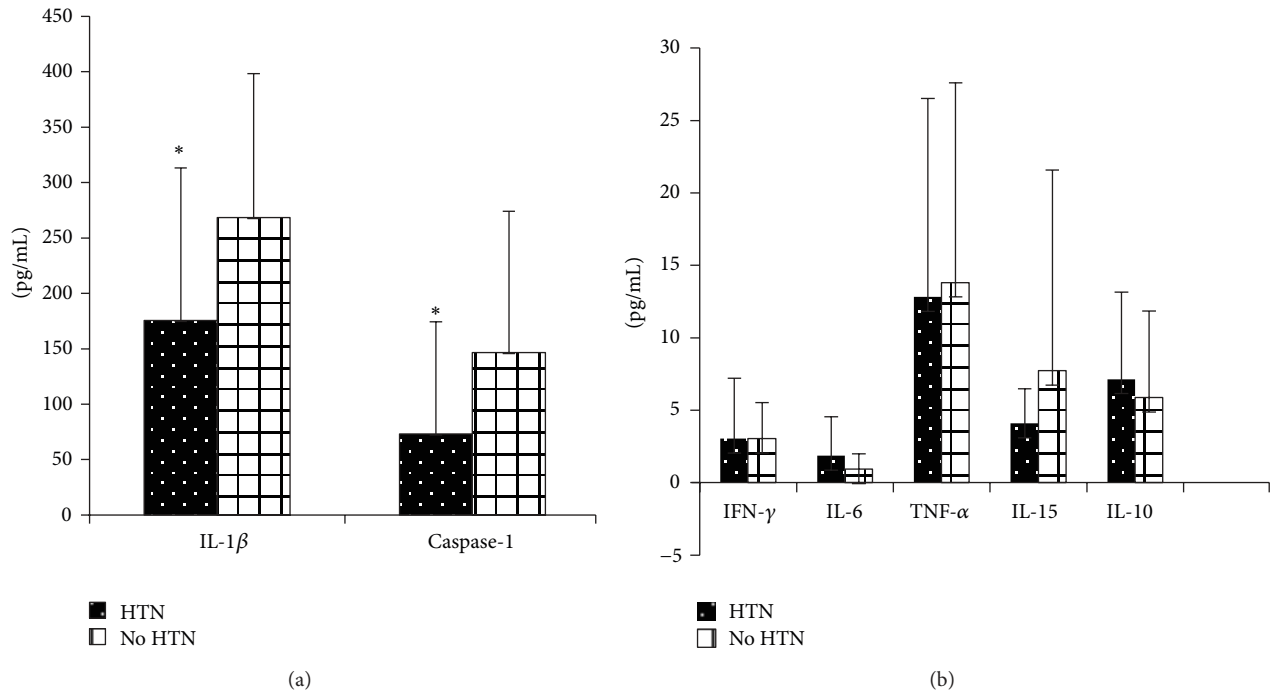 450
400
350
300
250
200
150
100
50
0
(pg/mL)
*
*
IL-1β
Caspase-1
HTN
No HTN
(a)
30
25
20
15
10
5
0
−5
(pg/mL)
IFN-γ
IL-6
TNF-α
IL-15
IL-10
HTN
No HTN
(b)